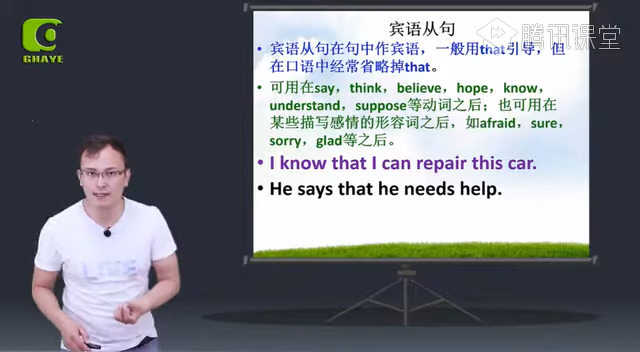 GHAYE
宾语从句
腾讯课堂
• 宾语从句在句中作宾语，一般用that引导，但
在口语中经常省略掉that。
• 可用在say，think，believe，hope，know，
understand，suppose等动词之后；也可用在
某些描写感情的形容词之后，如afraid，sure，
sorry，glad等之后。
• I know that I can repair this car.
• He says that he needs help.